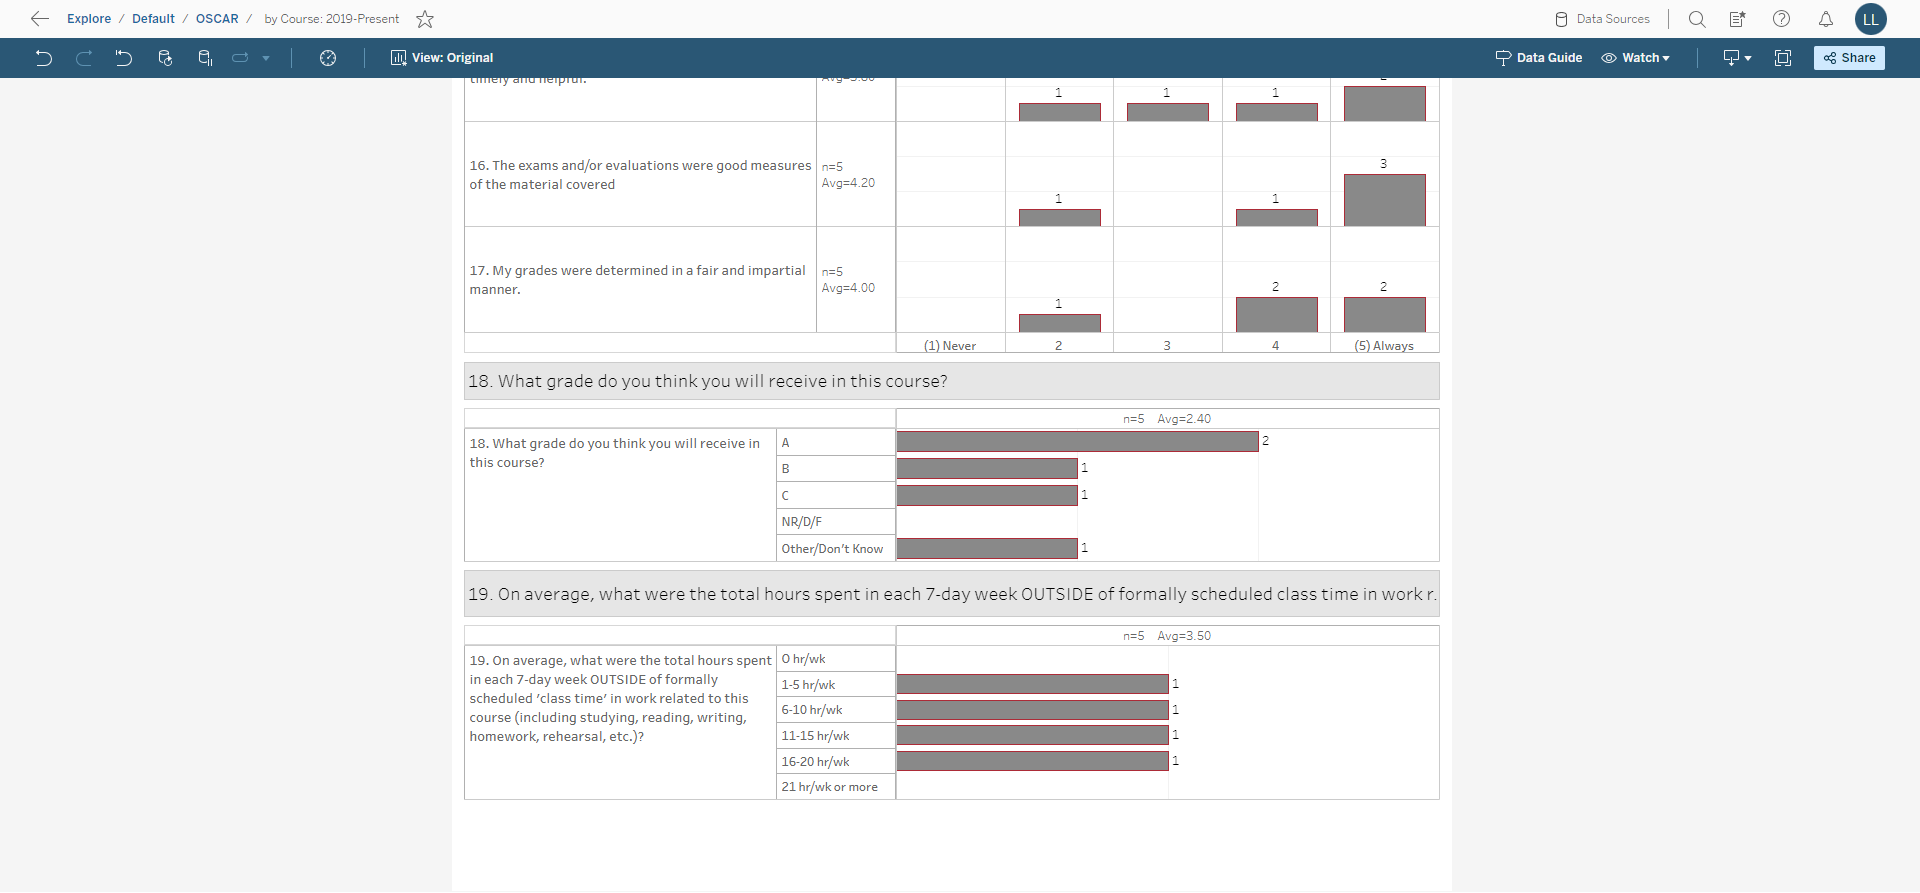 Explore / Default / OSCAR / by Course: 2019-Present
Data Sources
LL
View: Original
Data Guide
Watch
Share
timely and helpful.
1
1
1
16. The exams and/or evaluations were good measures
of the material covered
n=5
Avg=4.20
1
1
3
17. My grades were determined in a fair and impartial
manner.
n=5
Avg=4.00
1
2
2
(1) Never
2
3
4
(5) Always
18. What grade do you think you will receive in this course?
n=5 Avg=2.40
18. What grade do you think you will receive in
this course?
A
2
B
1
C
1
NR/D/F
Other/Don't Know
1
19. On average, what were the total hours spent in each 7-day week OUTSIDE of formally scheduled class time in work r.
n=5 Avg=3.50
19. On average, what were the total hours spent
in each 7-day week OUTSIDE of formally
scheduled 'class time' in work related to this
course (including studying, reading, writing,
homework, rehearsal, etc.)?
0 hr/wk
1-5 hr/wk
1
6-10 hr/wk
1
11-15 hr/wk
1
16-20 hr/wk
1
21 hr/wk or more